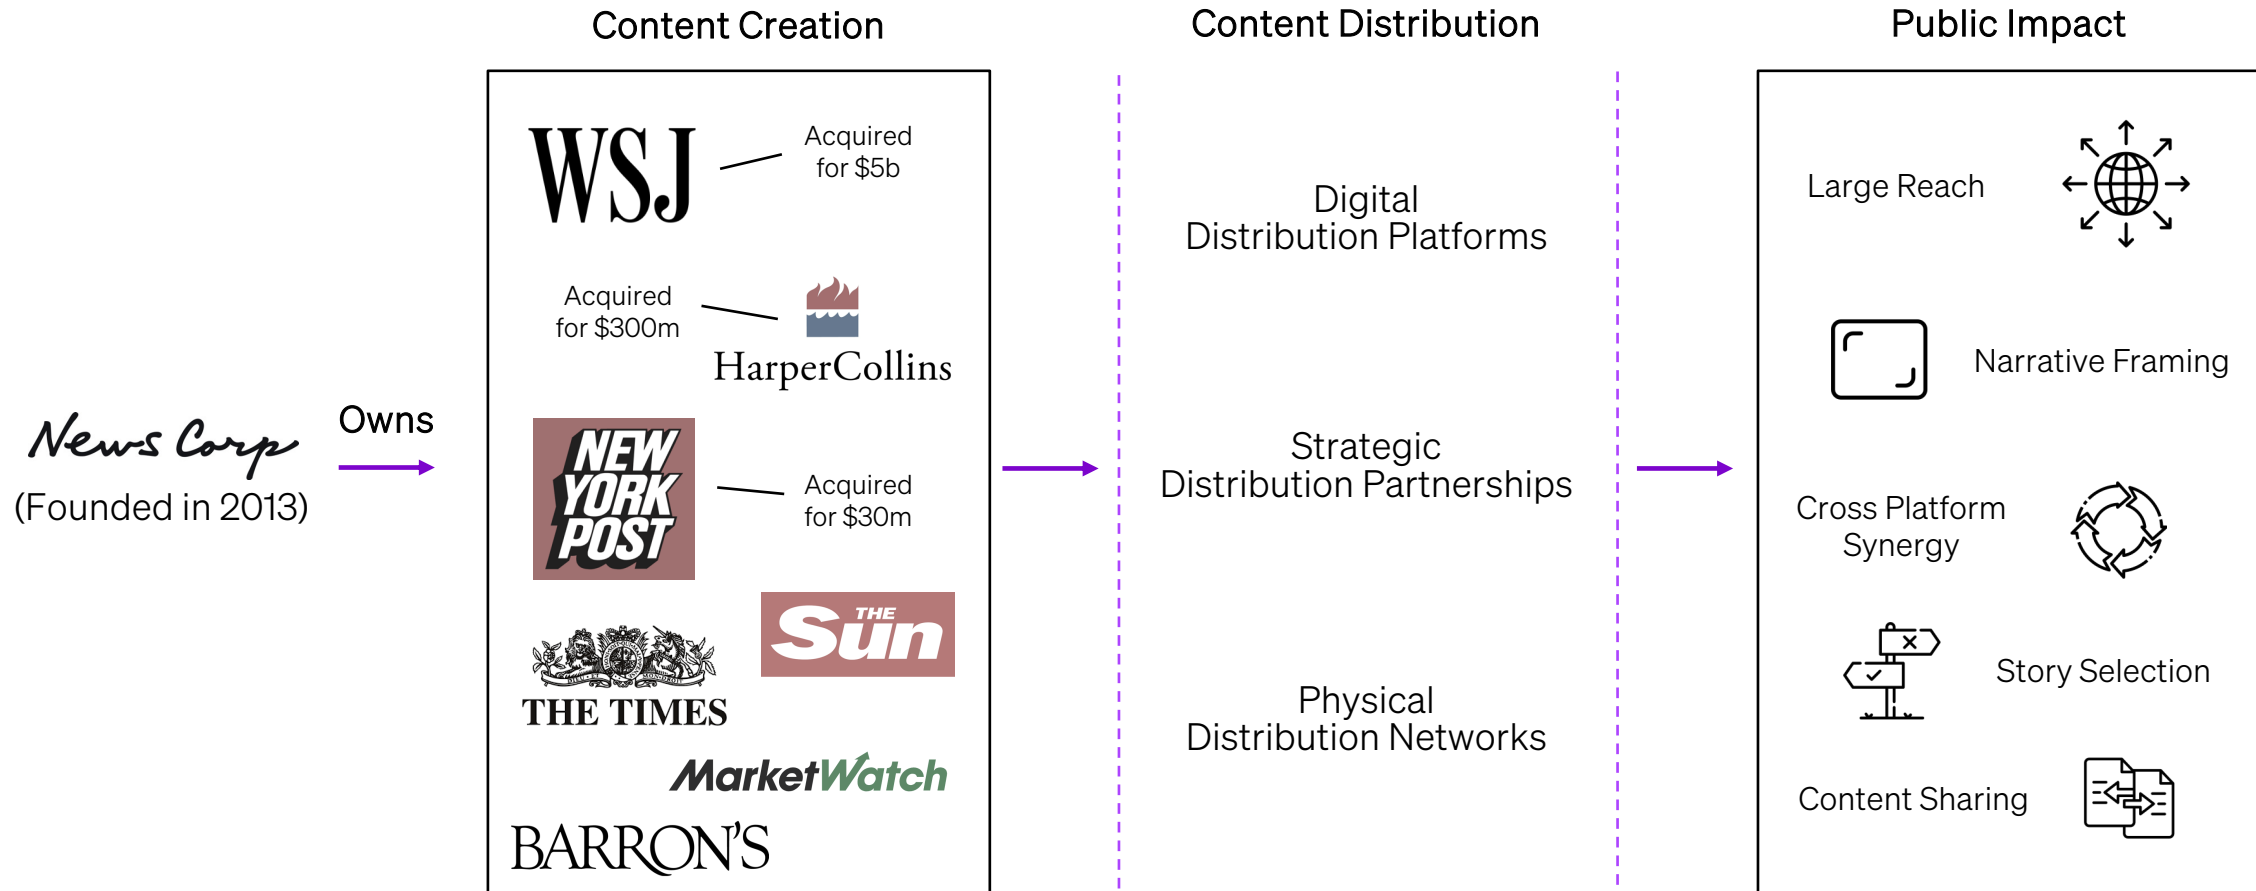 Content Creation
Content Distribution
Public Impact
WSJ
Acquired
for $5b
Acquired
for $300m
HarperCollins
News Corp
(Founded in 2013)
Owns
NEW
YORK
POST
Acquired
for $30m
THE
Sun
THE TIMES
MarketWatch
BARRON'S
Digital
Distribution Platforms
Strategic
Distribution Partnerships
Physical
Distribution Networks
Large Reach
Narrative Framing
Cross Platform
Synergy
Story Selection
Content Sharing